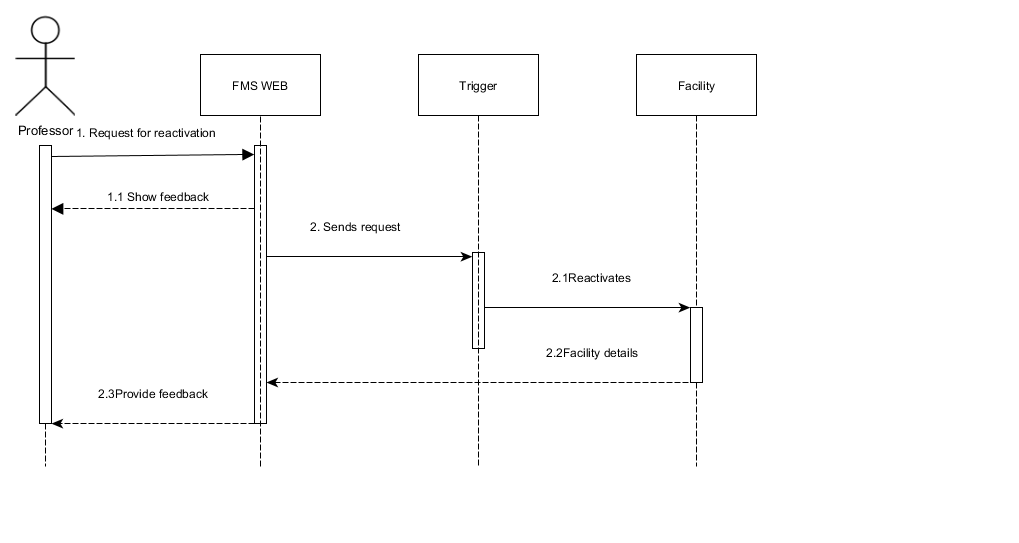 FMS WEB
Trigger
Facility
Professor
1. Request for reactivation
1.1 Show feedback
2. Sends request
2.1Reactivates
2.2Facility details
2.3Provide feedback